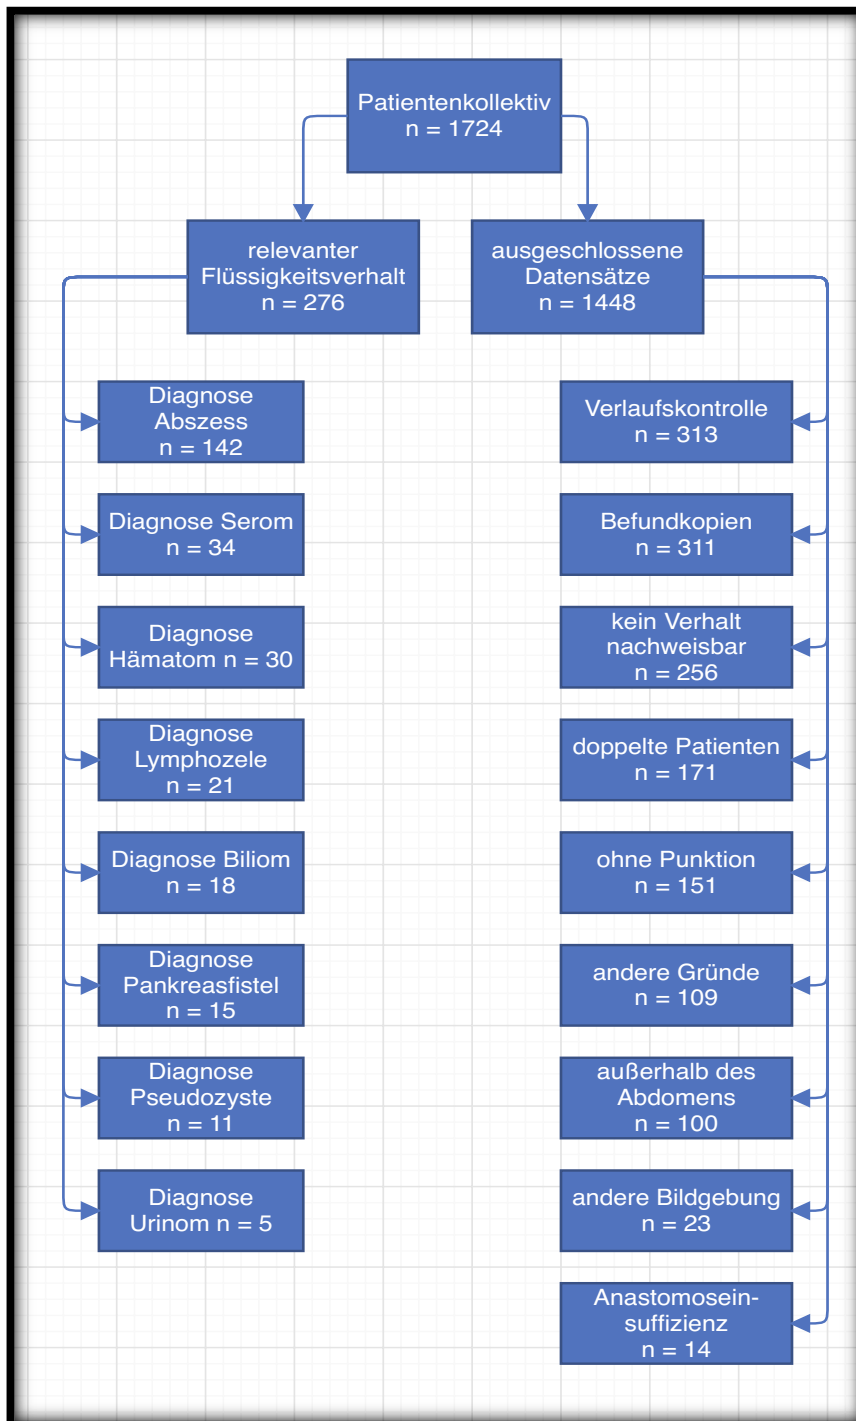 Patientenkollektiv
n = 1724
relevanter
Flüssigkeitsverhalt
n = 276
ausgeschlossene
Datensätze
n = 1448
Diagnose
Abszess
n = 142
Diagnose Serom
n = 34
Diagnose
Hämatom n = 30
Diagnose
Lymphozele
n = 21
Diagnose Biliom
n = 18
Diagnose
Pankreasfistel
n = 15
Diagnose
Pseudozyste
n = 11
Diagnose
Urinom n = 5
Verlaufskontrolle
n = 313
Befundkopien
n = 311
kein Verhalt
nachweisbar
n = 256
doppelte Patienten
n = 171
ohne Punktion
n = 151
andere Gründe
n = 109
außerhalb des
Abdomens
n = 100
andere Bildgebung
n = 23
Anastomosein-
suffizienz
n = 14